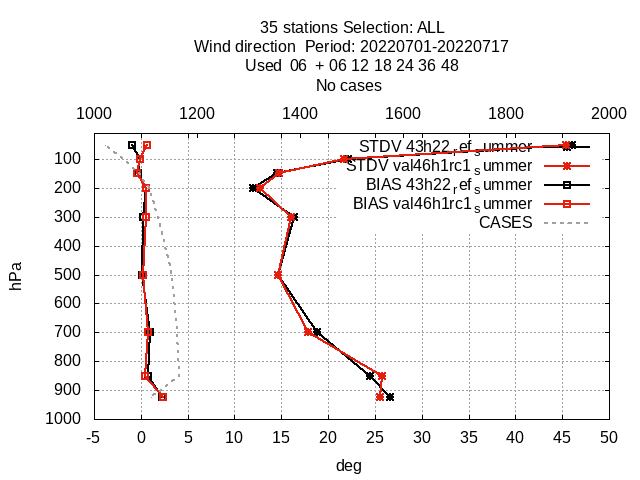 35 stations Selection: ALL
Wind direction  Period: 20220701-20220717
Used  06  + 06 12 18 24 36 48
No cases
1000 1200 1400 1600 1800 2000
STDV 43h22_ref_summer
STDV val46h1rc1_summer
BIAS 43h22_ref_summer
BIAS val46h1rc1_summer
CASES
hPa
100
200
300
400
500
600
700
800
900
1000
-5 0 5 10 15 20 25 30 35 40 45 50
deg